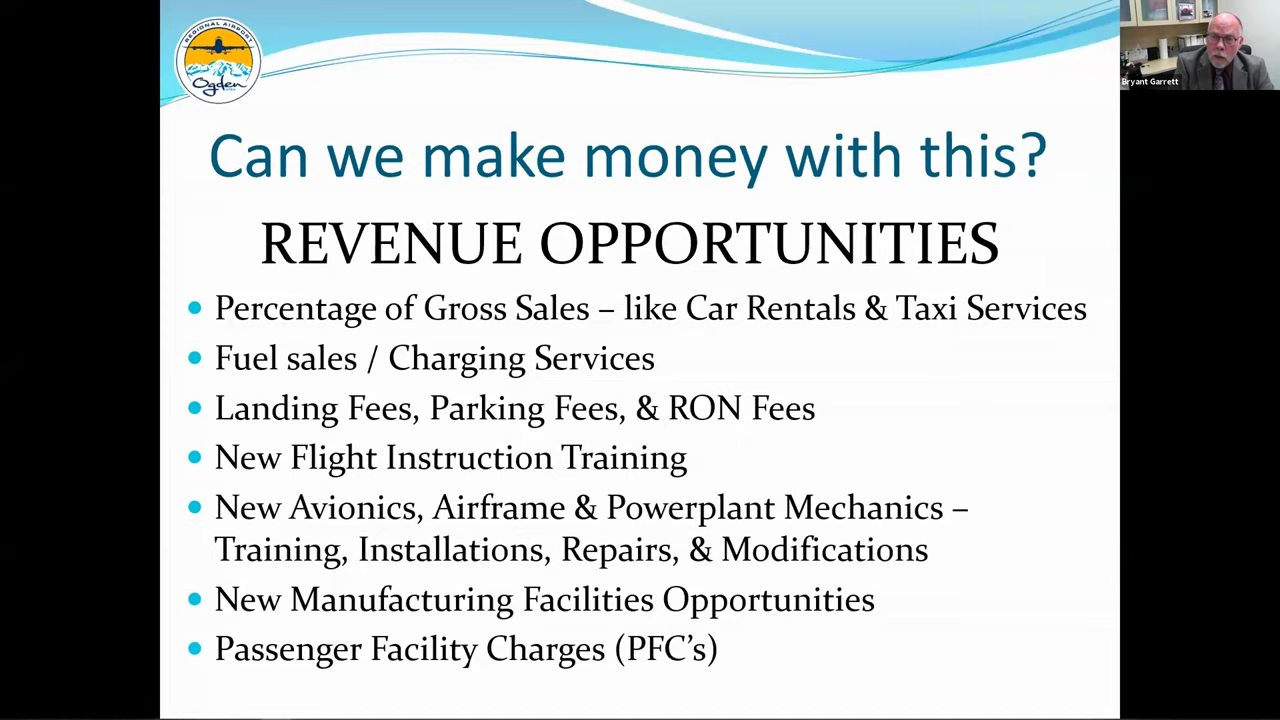 REGIONAL AIRPORT
Ogden
Bryant Garrett
Can we make money with this?
REVENUE OPPORTUNITIES
Percentage of Gross Sales – like Car Rentals & Taxi Services
Fuel sales / Charging Services
Landing Fees, Parking Fees, & RON Fees
New Flight Instruction Training
New Avionics, Airframe & Powerplant Mechanics –
Training, Installations, Repairs, & Modifications
New Manufacturing Facilities Opportunities
Passenger Facility Charges (PFC’s)